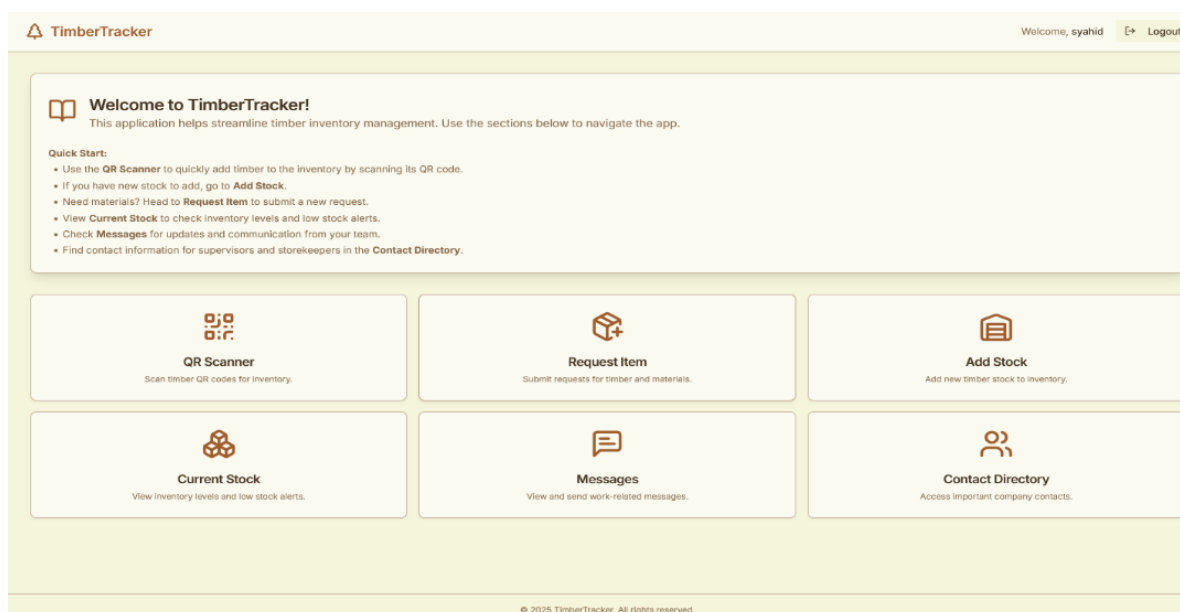 TimberTracker
Welcome, syahid
Logout
Welcome to TimberTracker!
This application helps streamline timber inventory management. Use the sections below to navigate the app.
Quick Start:
• Use the QR Scanner to quickly add timber to the inventory by scanning its QR code.
• If you have new stock to add, go to Add Stock.
• Need materials? Head to Request Item to submit a new request.
• View Current Stock to check inventory levels and low stock alerts.
• Check Messages for updates and communication from your team.
• Find contact information for supervisors and storekeepers in the Contact Directory.
QR Scanner
Scan timber QR codes for inventory.
Request Item
Submit requests for timber and materials.
Add Stock
Add new timber stock to inventory.
Current Stock
View inventory levels and low stock alerts.
Messages
View and send work-related messages.
Contact Directory
Access important company contacts.
© 2025 TimberTracker. All rights reserved.